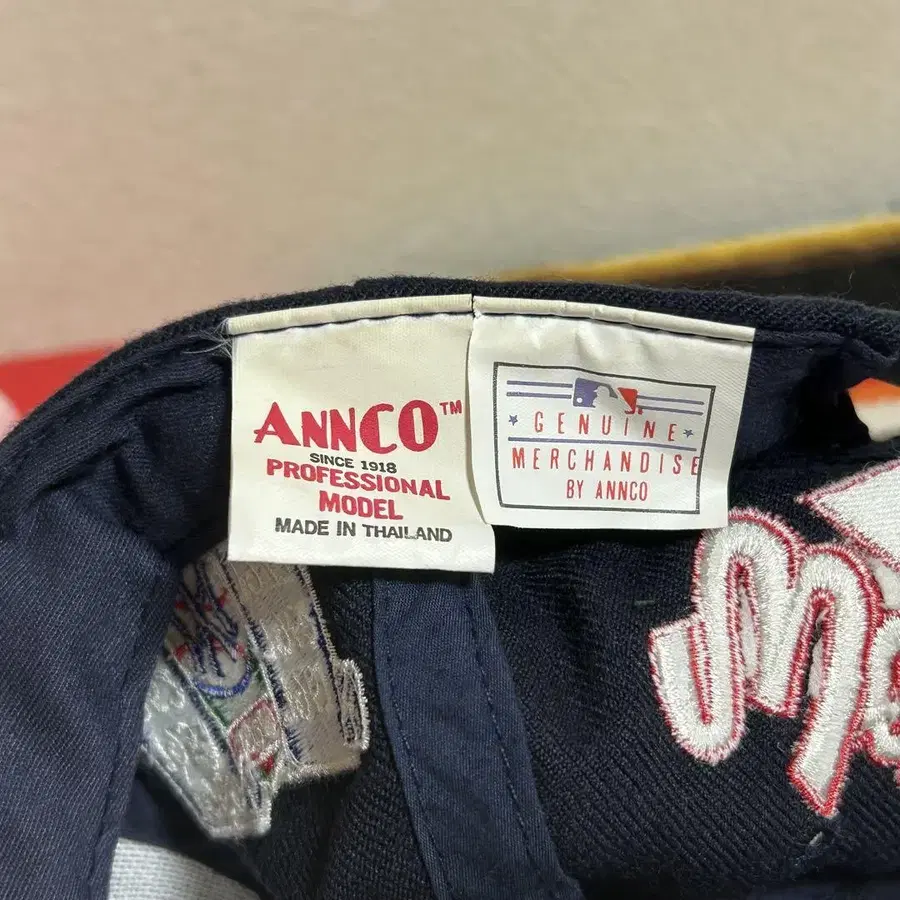 ANNCO™
SINCE 1918
PROFESSIONAL
MODEL
MADE IN THAILAND
GENUINE
MERCHANDISE
BY ANNCO